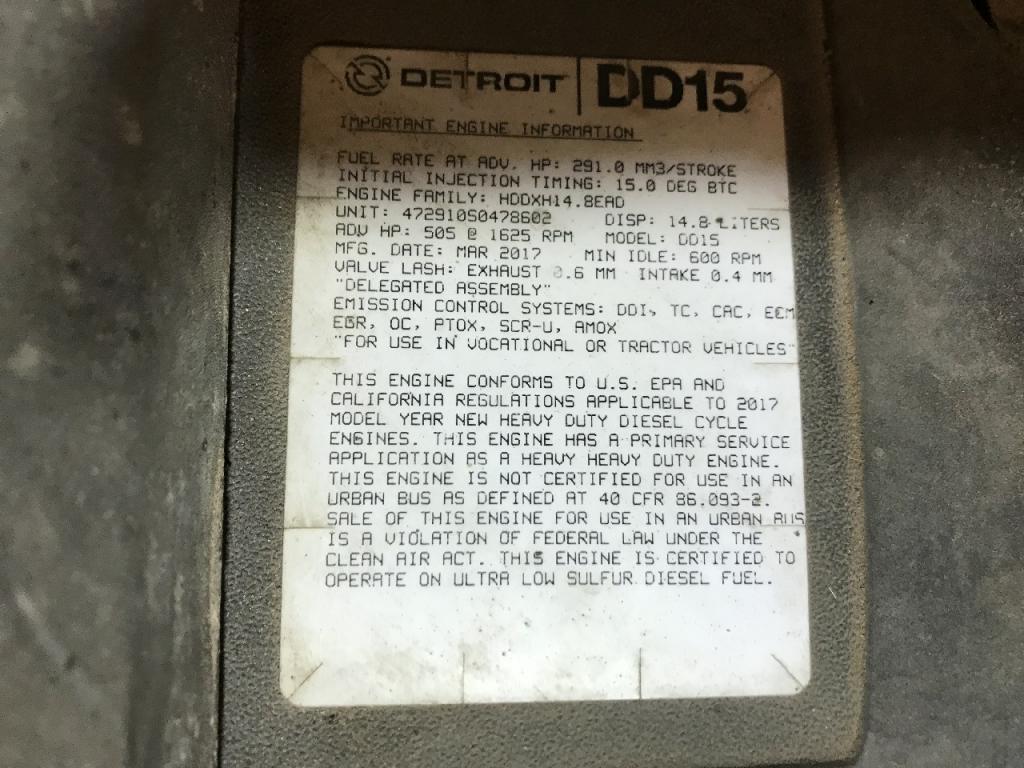 DETROIT DD15
IMPORTANT ENGINE INFORMATION
FUEL RATE AT ADV. HP: 291.0 MM3/STROKE
INITIAL INJECTION TIMING: 15.0 DEG BTC
ENGINE FAMILY: HDDXH14.8EAD
UNIT: 472910S0478602 DISP: 14.8 LITERS
ADV HP: 505 @ 1625 RPM MODEL: DD15
MFG. DATE: MAR 2017 MIN IDLE: 600 RPM
VALVE LASH: EXHAUST 0.6 MM INTAKE 0.4 MM
"DELEGATED ASSEMBLY"
EMISSION CONTROL SYSTEMS: DDI, TC, CAC, ECM
EGR, OC, PTOX, SCR-U, AMOX
"FOR USE IN VOCATIONAL OR TRACTOR VEHICLES"
THIS ENGINE CONFORMS TO U.S. EPA AND
CALIFORNIA REGULATIONS APPLICABLE TO 2017
MODEL YEAR NEW HEAVY DUTY DIESEL CYCLE
ENGINES. THIS ENGINE HAS A PRIMARY SERVICE
APPLICATION AS A HEAVY HEAVY DUTY ENGINE.
THIS ENGINE IS NOT CERTIFIED FOR USE IN AN
URBAN BUS AS DEFINED AT 40 CFR 86.093-2.
SALE OF THIS ENGINE FOR USE IN AN URBAN BUS
IS A VIOLATION OF FEDERAL LAW UNDER THE
CLEAN AIR ACT. THIS ENGINE IS CERTIFIED TO
OPERATE ON ULTRA LOW SULFUR DIESEL FUEL.